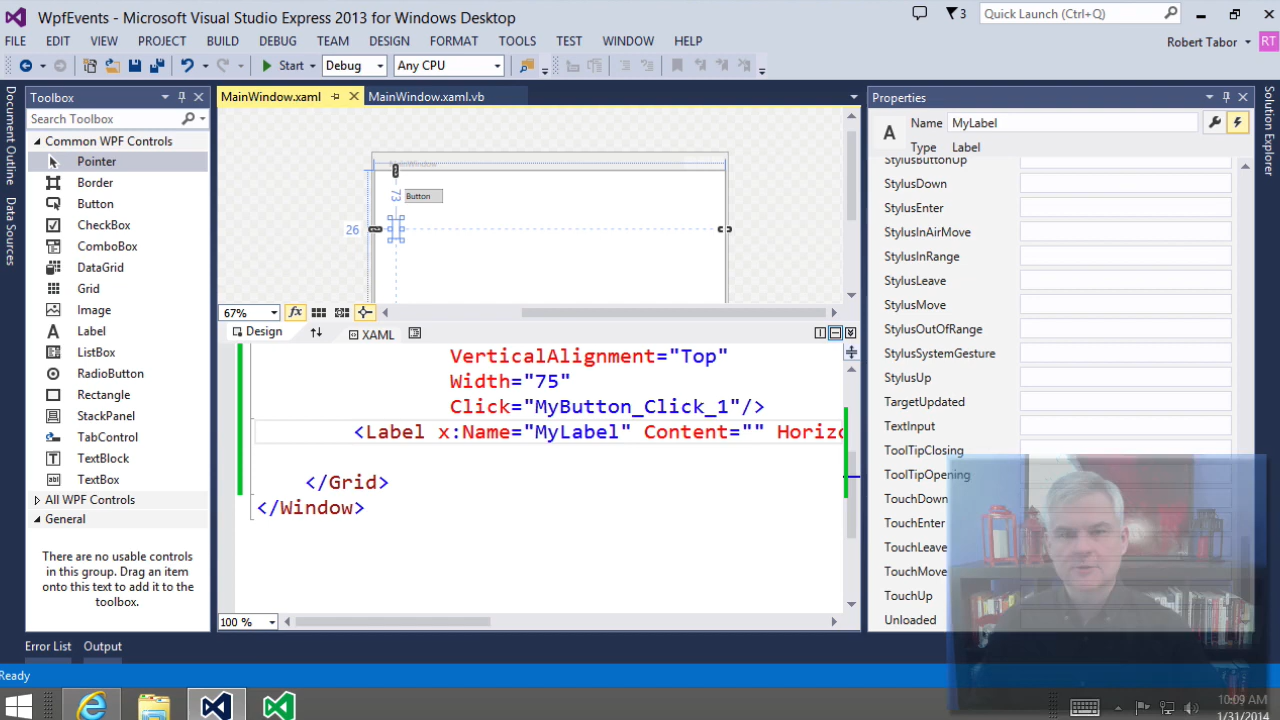 WpfEvents - Microsoft Visual Studio Express 2013 for Windows Desktop
3
Quick Launch (Ctrl+Q)
FILE EDIT VIEW PROJECT BUILD DEBUG TEAM DESIGN FORMAT TOOLS TEST WINDOW HELP
Robert Tabor RT
Start Debug Any CPU
Document Outline
Data Sources
Toolbox
Search Toolbox
Common WPF Controls
Pointer
Border
Button
CheckBox
ComboBox
DataGrid
Grid
Image
Label
ListBox
RadioButton
Rectangle
StackPanel
TabControl
TextBlock
TextBox
All WPF Controls
General
There are no usable controls
in this group. Drag an item
onto this text to add it to the
toolbox.
MainWindow.xaml
MainWindow.xaml.vb
MainWindow
73
Button
26
67%
Design
XAML
VerticalAlignment="Top"
Width="75"
Click="MyButton_Click_1"/>
<Label x:Name="MyLabel" Content="" Horizo
</Grid>
</Window>
100 %
Properties
Name MyLabel
Type Label
StylusButtonUp
StylusDown
StylusEnter
StylusInAirMove
StylusInRange
StylusLeave
StylusMove
StylusOutOfRange
StylusSystemGesture
StylusUp
TargetUpdated
TextInput
ToolTipClosing
ToolTipOpening
TouchDown
TouchEnter
TouchLeave
TouchMove
TouchUp
Unloaded
Solution Explorer
Error List Output
Ready
10:09 AM
1/31/2014